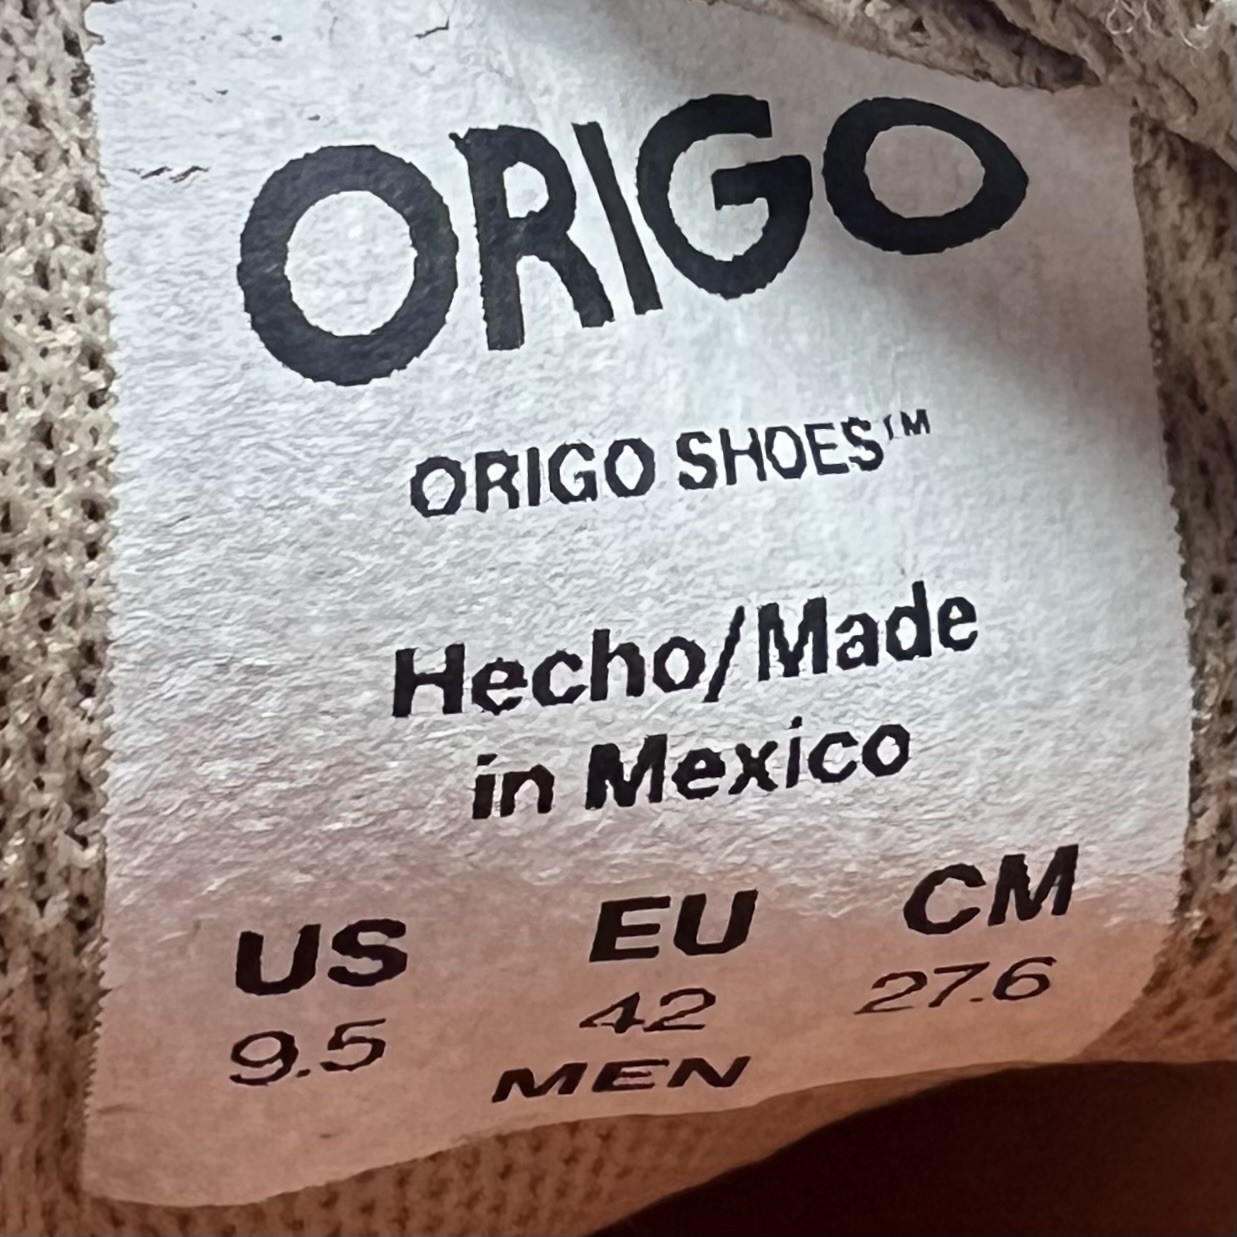 ORIGO
ORIGO SHOES™
Hecho/Made
in Mexico
US EU CM
9.5 42 27.6
MEN